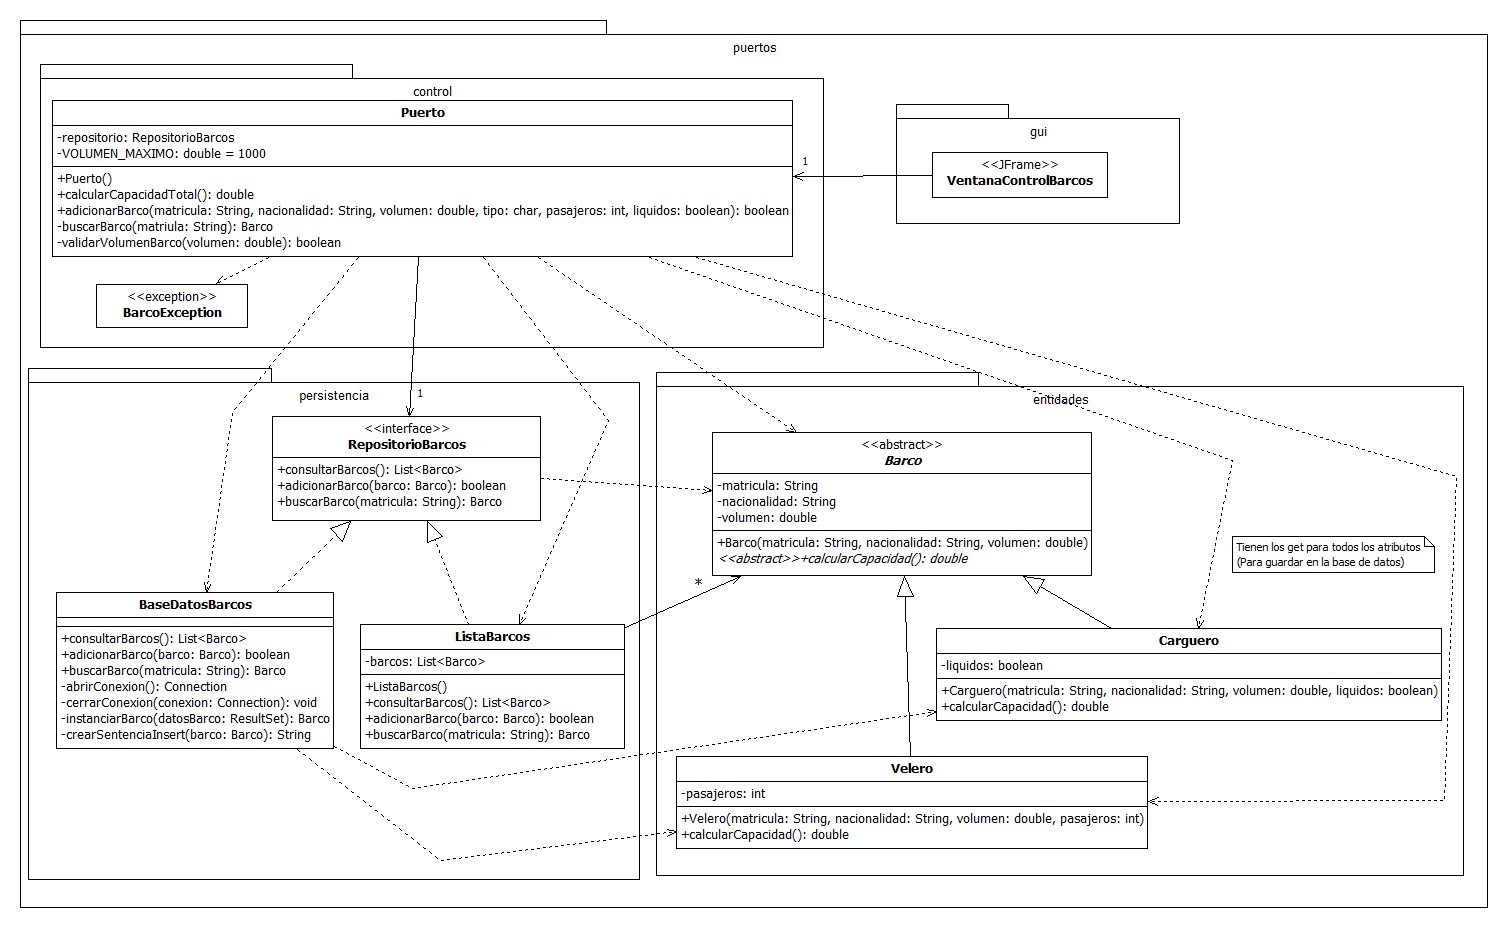 puertos
control
Puerto
-repositorio: RepositorioBarcos
-VOLUMEN_MAXIMO: double = 1000
+Puerto()
+calcularCapacidadTotal(): double
+adicionarBarco(matricula: String, nacionalidad: String, volumen: double, tipo: char, pasajeros: int, liquidos: boolean): boolean
-buscarBarco(matriula: String): Barco
-validarVolumenBarco(volumen: double): boolean
<<exception>>
BarcoException
1
gui
<<JFrame>>
VentanaControlBarcos
persistencia
1
<<interface>>
RepositorioBarcos
+consultarBarcos(): List<Barco>
+adicionarBarco(barco: Barco): boolean
+buscarBarco(matricula: String): Barco
BaseDatosBarcos
+consultarBarcos(): List<Barco>
+adicionarBarco(barco: Barco): boolean
+buscarBarco(matricula: String): Barco
-abrirConexion(): Connection
-cerrarConexion(conexion: Connection): void
-instanciarBarco(datosBarco: ResultSet): Barco
-crearSentenciaInsert(barco: Barco): String
ListaBarcos
-barcos: List<Barco>
+ListaBarcos()
+consultarBarcos(): List<Barco>
+adicionarBarco(barco: Barco): boolean
+buscarBarco(matricula: String): Barco
entidades
<<abstract>>
Barco
-matricula: String
-nacionalidad: String
-volumen: double
+Barco(matricula: String, nacionalidad: String, volumen: double)
<<abstract>>+calcularCapacidad(): double
*
Tienen los get para todos los atributos
(Para guardar en la base de datos)
Carguero
-liquidos: boolean
+Carguero(matricula: String, nacionalidad: String, volumen: double, liquidos: boolean)
+calcularCapacidad(): double
Velero
-pasajeros: int
+Velero(matricula: String, nacionalidad: String, volumen: double, pasajeros: int)
+calcularCapacidad(): double